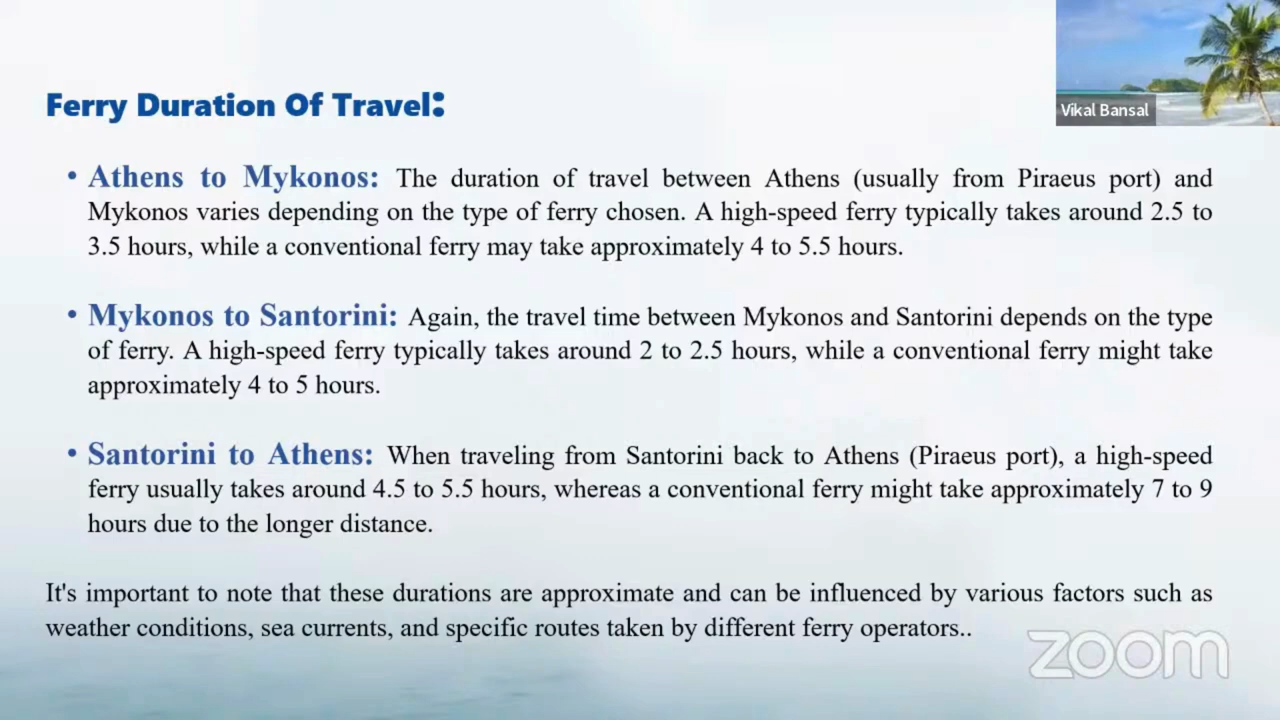 Vikal Bansal
Ferry Duration Of Travel:
• Athens to Mykonos: The duration of travel between Athens (usually from Piraeus port) and
Mykonos varies depending on the type of ferry chosen. A high-speed ferry typically takes around 2.5 to
3.5 hours, while a conventional ferry may take approximately 4 to 5.5 hours.
• Mykonos to Santorini: Again, the travel time between Mykonos and Santorini depends on the type
of ferry. A high-speed ferry typically takes around 2 to 2.5 hours, while a conventional ferry might take
approximately 4 to 5 hours.
• Santorini to Athens: When traveling from Santorini back to Athens (Piraeus port), a high-speed
ferry usually takes around 4.5 to 5.5 hours, whereas a conventional ferry might take approximately 7 to 9
hours due to the longer distance.
It's important to note that these durations are approximate and can be influenced by various factors such as
weather conditions, sea currents, and specific routes taken by different ferry operators..
zoom